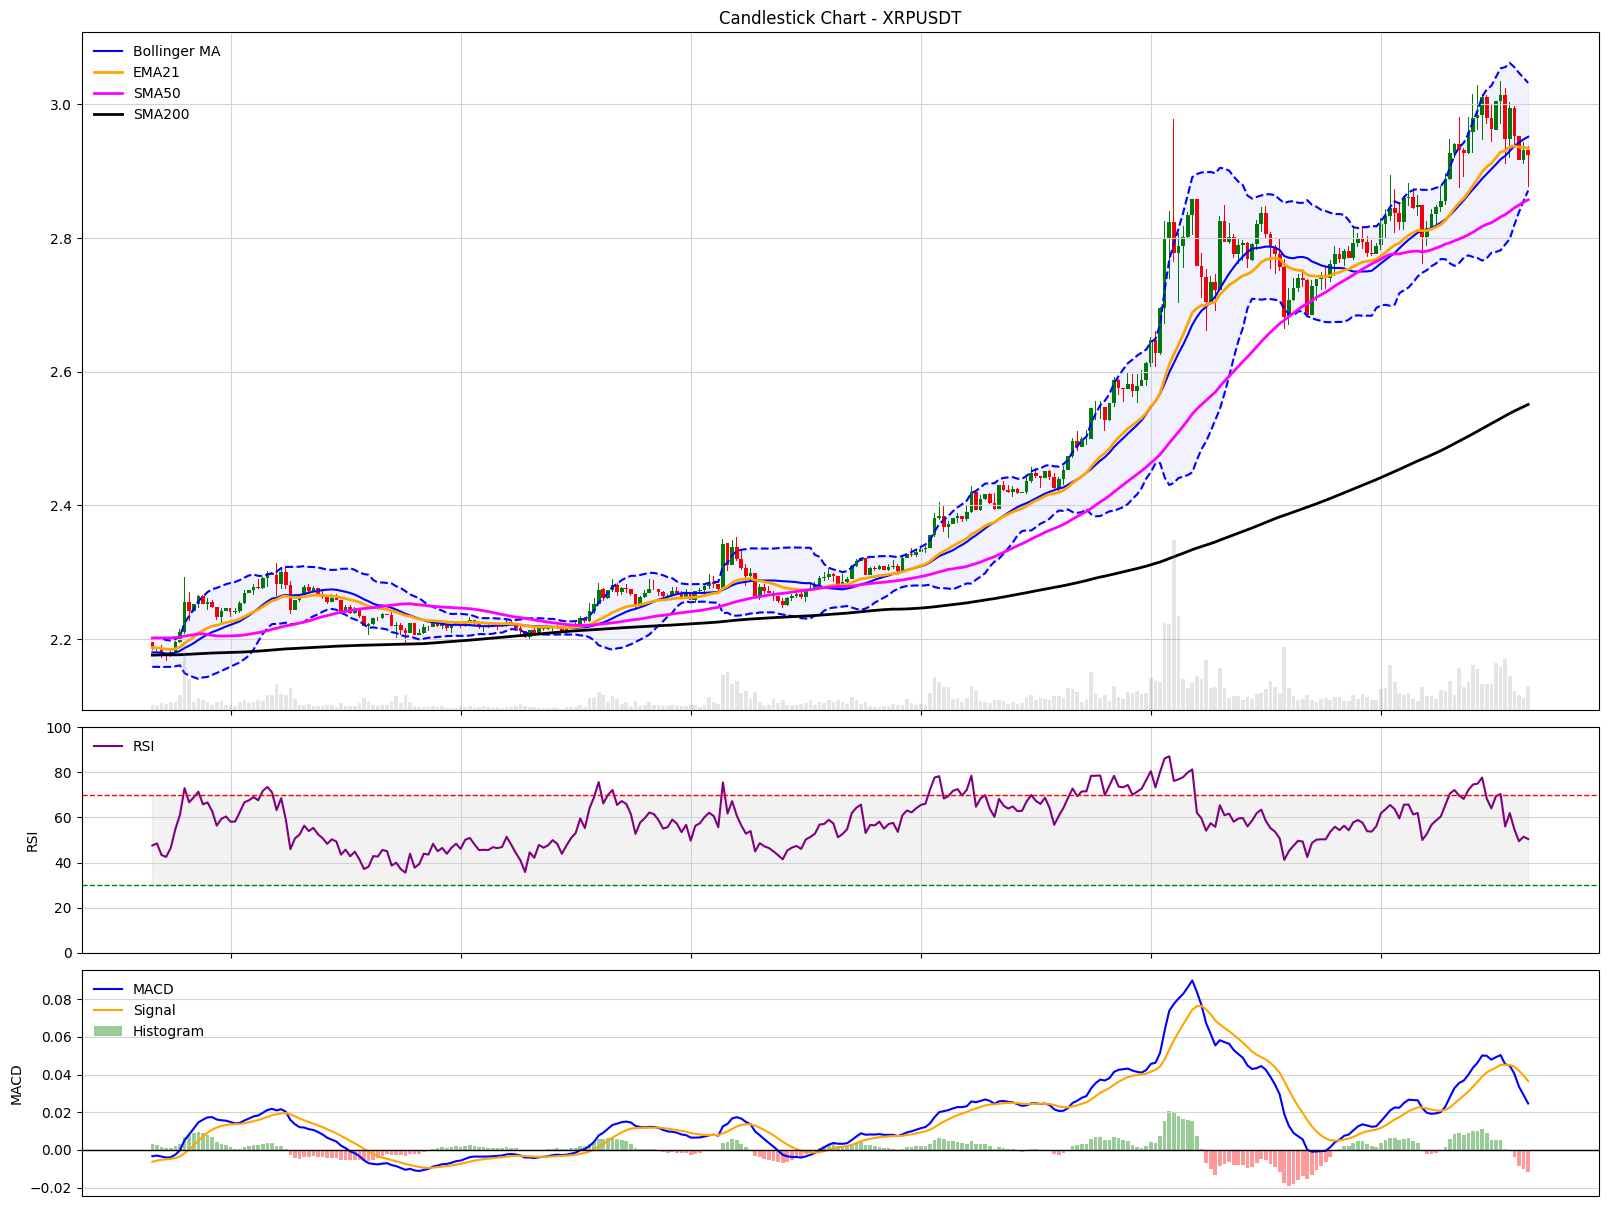 Candlestick Chart - XRPUSDT
Bollinger MA
EMA21
SMA50
SMA200
3.0
2.8
2.6
2.4
2.2
100
80
60
40
20
0
RSI
RSI
0.08
0.06
0.04
0.02
0.00
−0.02
MACD
MACD
Signal
Histogram